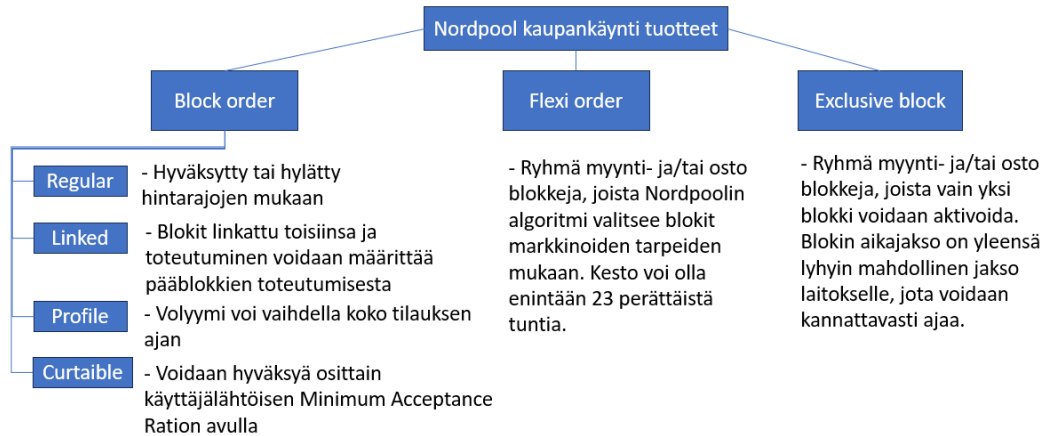 Nordpool kaupankäynti tuotteet
Block order
Flexi order
Exclusive block
Regular
- Hyväksytty tai hylätty
hintarajojen mukaan
Linked
- Blokit linkattu toisiinsa ja
toteutuminen voidaan määrittää
pääblokkien toteutumisesta
Profile
- Volyymi voi vaihdella koko tilauksen
ajan
Curtaible
- Voidaan hyväksyä osittain
käyttäjälähtöisen Minimum Acceptance
Ration avulla
- Ryhmä myynti- ja/tai osto
blokkeja, joista Nordpoolin
algoritmi valitsee blokit
markkinoiden tarpeiden
mukaan. Kesto voi olla
enintään 23 perättäistä
tuntia.
- Ryhmä myynti- ja/tai osto
blokkeja, joista vain yksi
blokki voidaan aktivoida.
Blokin aikajakso on yleensä
lyhyin mahdollinen jakso
laitokselle, jota voidaan
kannattavasti ajaa.